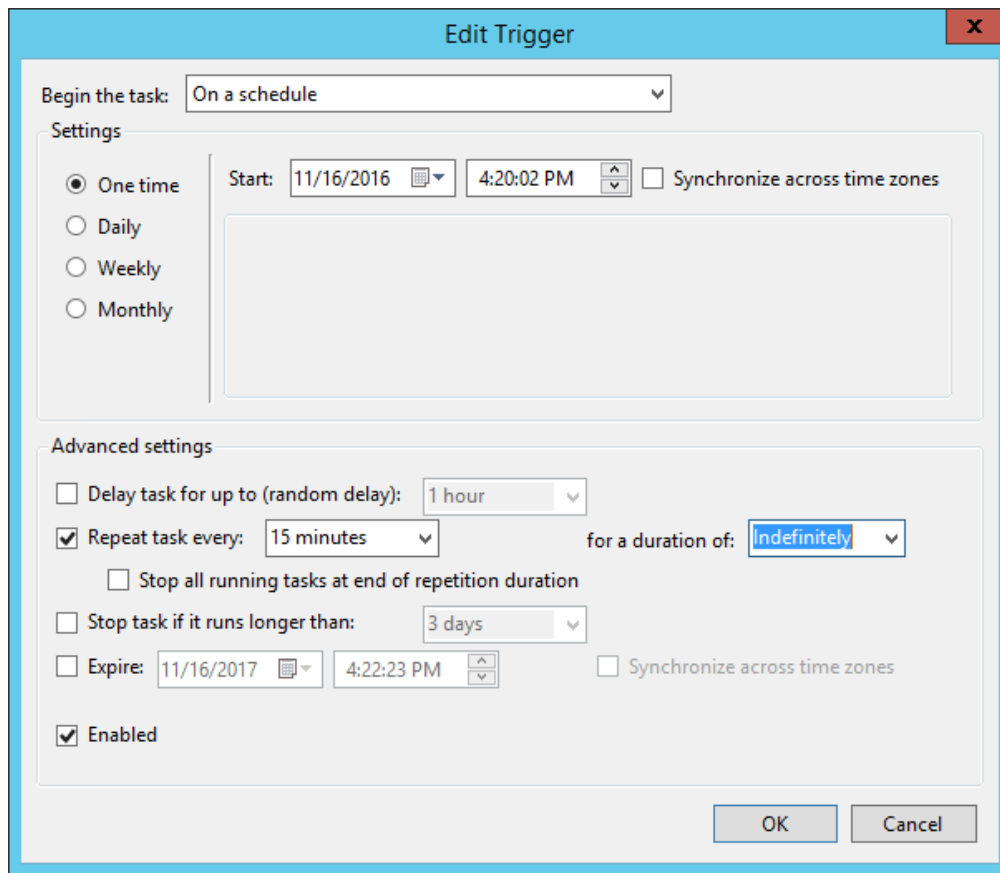 Edit Trigger
x
Begin the task: On a schedule
Settings
One time
Start: 11/16/2016 4:20:02 PM Synchronize across time zones
Daily
Weekly
Monthly
Advanced settings
Delay task for up to (random delay): 1 hour
Repeat task every: 15 minutes for a duration of: Indefinitely
Stop all running tasks at end of repetition duration
Stop task if it runs longer than: 3 days
Expire: 11/16/2017 4:22:23 PM Synchronize across time zones
Enabled
OK Cancel